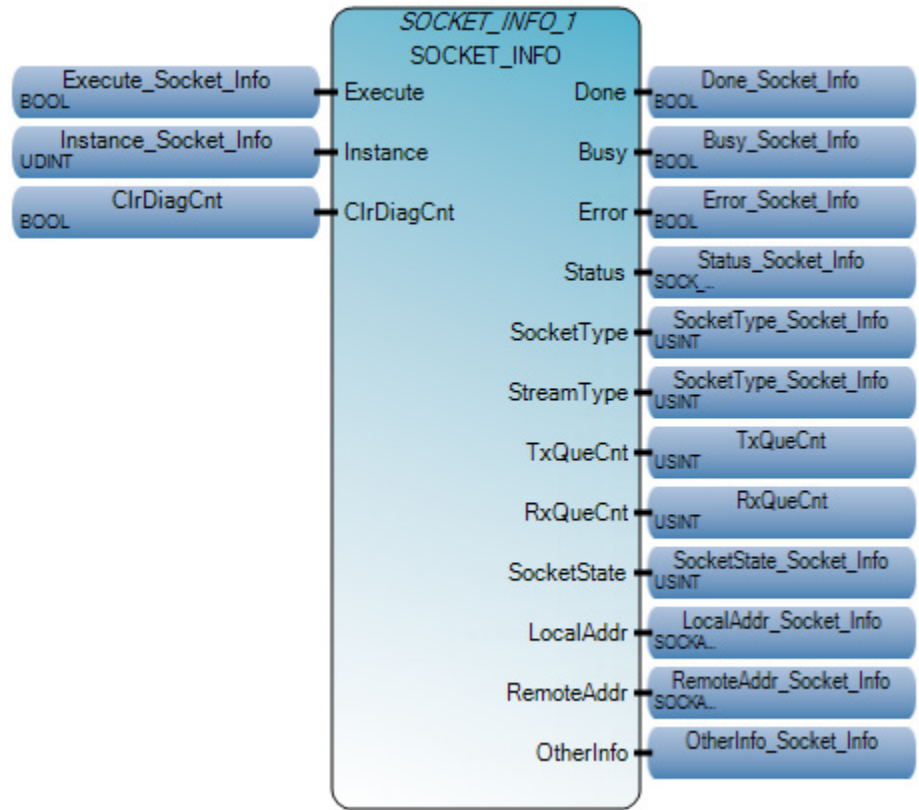 SOCKET_INFO_1
SOCKET_INFO
Execute_Socket_Info
BOOL
Execute
Done
Done_Socket_Info
BOOL
Instance_Socket_Info
UDINT
Instance
Busy
Busy_Socket_Info
BOOL
ClrDiagCnt
BOOL
ClrDiagCnt
Error
Error_Socket_Info
BOOL
Status
Status_Socket_Info
SOCK_...
SocketType
SocketType_Socket_Info
USINT
StreamType
SocketType_Socket_Info
USINT
TxQueCnt
TxQueCnt
USINT
RxQueCnt
RxQueCnt
USINT
SocketState
SocketState_Socket_Info
USINT
LocalAddr
LocalAddr_Socket_Info
SOCKA...
RemoteAddr
RemoteAddr_Socket_Info
SOCKA...
OtherInfo
OtherInfo_Socket_Info